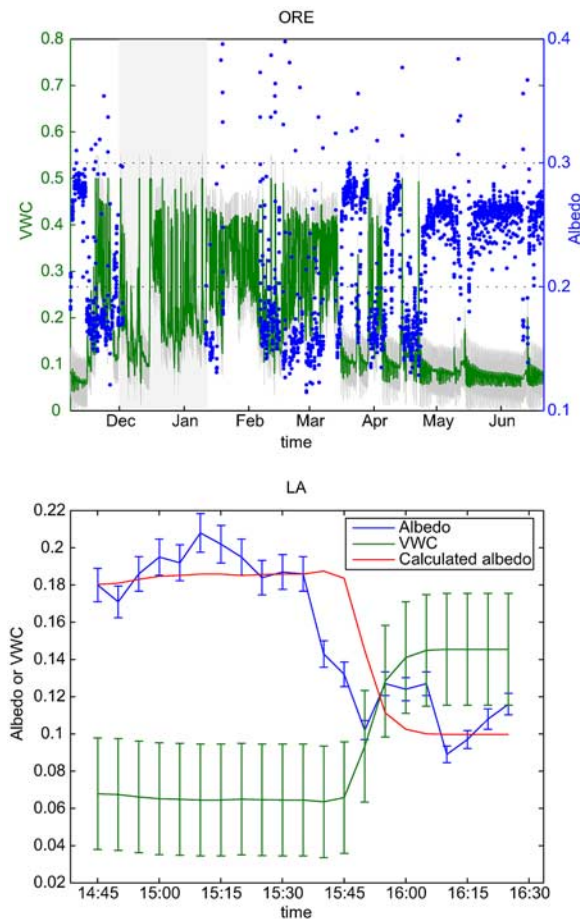 ORE
0.8
0.7
0.6
0.5
0.4
0.3
0.2
0.1
0
VWC
0.4
0.3
0.2
0.1
Albedo
Dec Jan Feb Mar Apr May Jun
time
LA
0.22
0.2
0.18
0.16
0.14
0.12
0.1
0.08
0.06
0.04
0.02
Albedo or VWC
Albedo
VWC
Calculated albedo
14:45 15:00 15:15 15:30 15:45 16:00 16:15 16:30
time